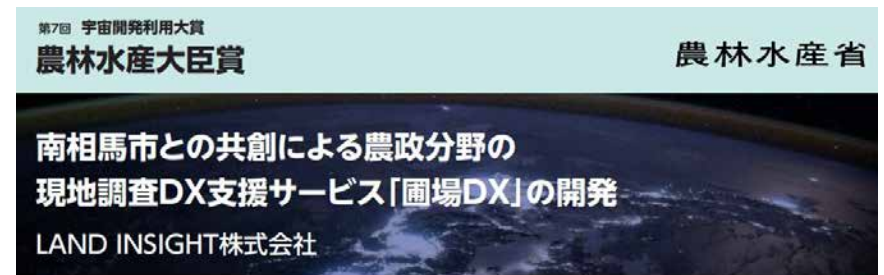 第7回 宇宙開発利用大賞
農林水産大臣賞
農林水産省
南相馬市との共創による農政分野の
現地調査DX支援サービス「圃場DX」の開発
LAND INSIGHT株式会社